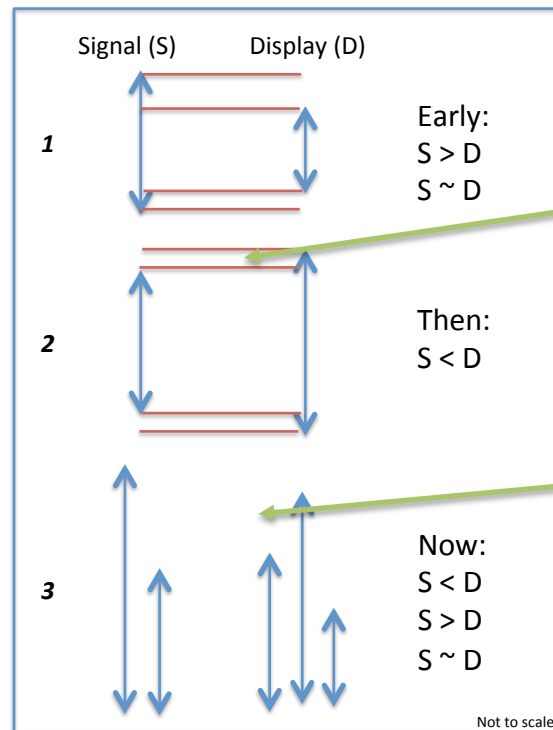 Signal (S) Display (D)
1
Early:
S > D
S ~ D
2
Then:
S < D
3
Now:
S < D
S > D
S ~ D
Not to scale